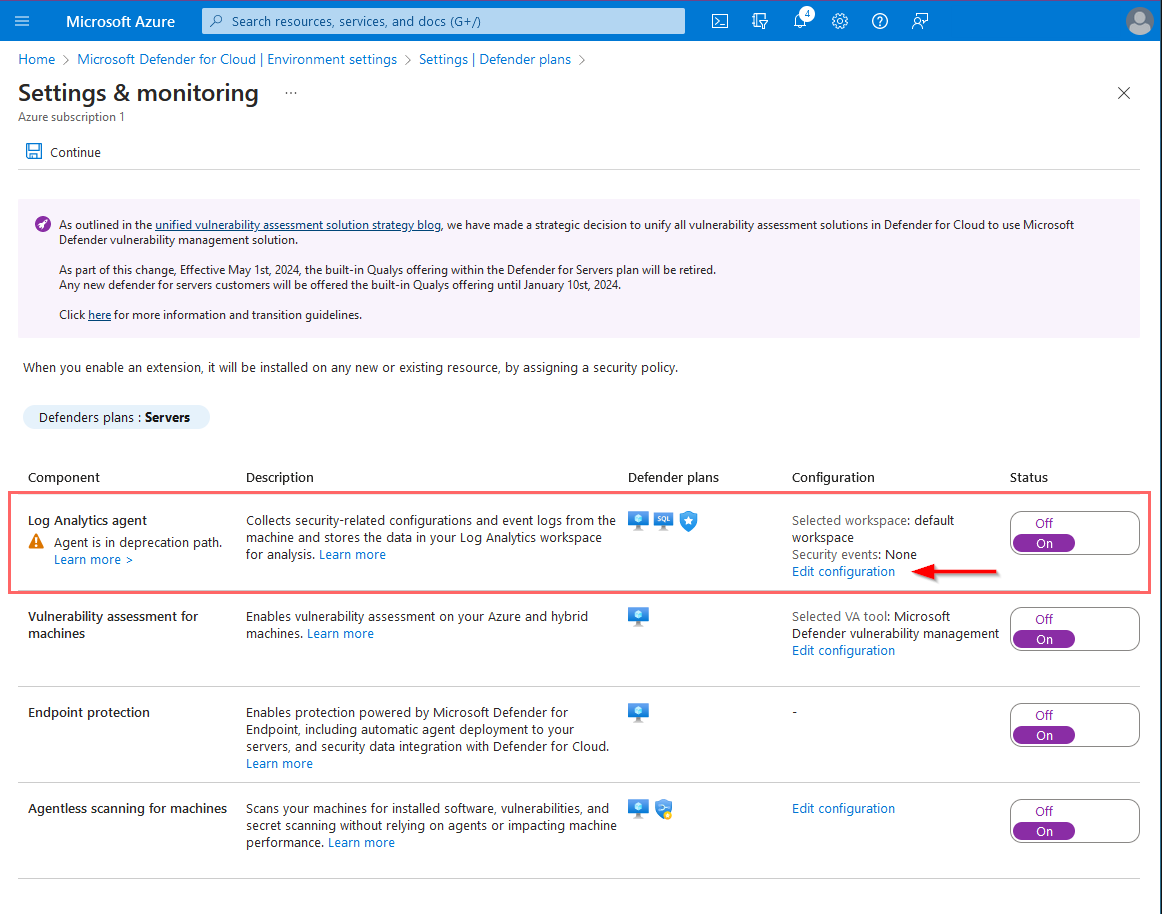 Microsoft Azure
Search resources, services, and docs (G+/)
4
Home > Microsoft Defender for Cloud | Environment settings > Settings | Defender plans >
Settings & monitoring ...
Azure subscription 1
Continue
As outlined in the unified vulnerability assessment solution strategy blog, we have made a strategic decision to unify all vulnerability assessment solutions in Defender for Cloud to use Microsoft
Defender vulnerability management solution.
As part of this change, Effective May 1st, 2024, the built-in Qualys offering within the Defender for Servers plan will be retired.
Any new defender for servers customers will be offered the built-in Qualys offering until January 10st, 2024.
Click here for more information and transition guidelines.
When you enable an extension, it will be installed on any new or existing resource, by assigning a security policy.
Defenders plans : Servers
Component
Description
Defender plans
Configuration
Status
Log Analytics agent
Agent is in deprecation path.
Learn more >
Collects security-related configurations and event logs from the
machine and stores the data in your Log Analytics workspace
for analysis. Learn more
SQL
Selected workspace: default
workspace
Security events: None
Edit configuration
Off
On
Vulnerability assessment for
machines
Enables vulnerability assessment on your Azure and hybrid
machines. Learn more
Selected VA tool: Microsoft
Defender vulnerability management
Edit configuration
Off
On
Endpoint protection
Enables protection powered by Microsoft Defender for
Endpoint, including automatic agent deployment to your
servers, and security data integration with Defender for Cloud.
Learn more
-
Off
On
Agentless scanning for machines
Scans your machines for installed software, vulnerabilities, and
secret scanning without relying on agents or impacting machine
performance. Learn more
Edit configuration
Off
On